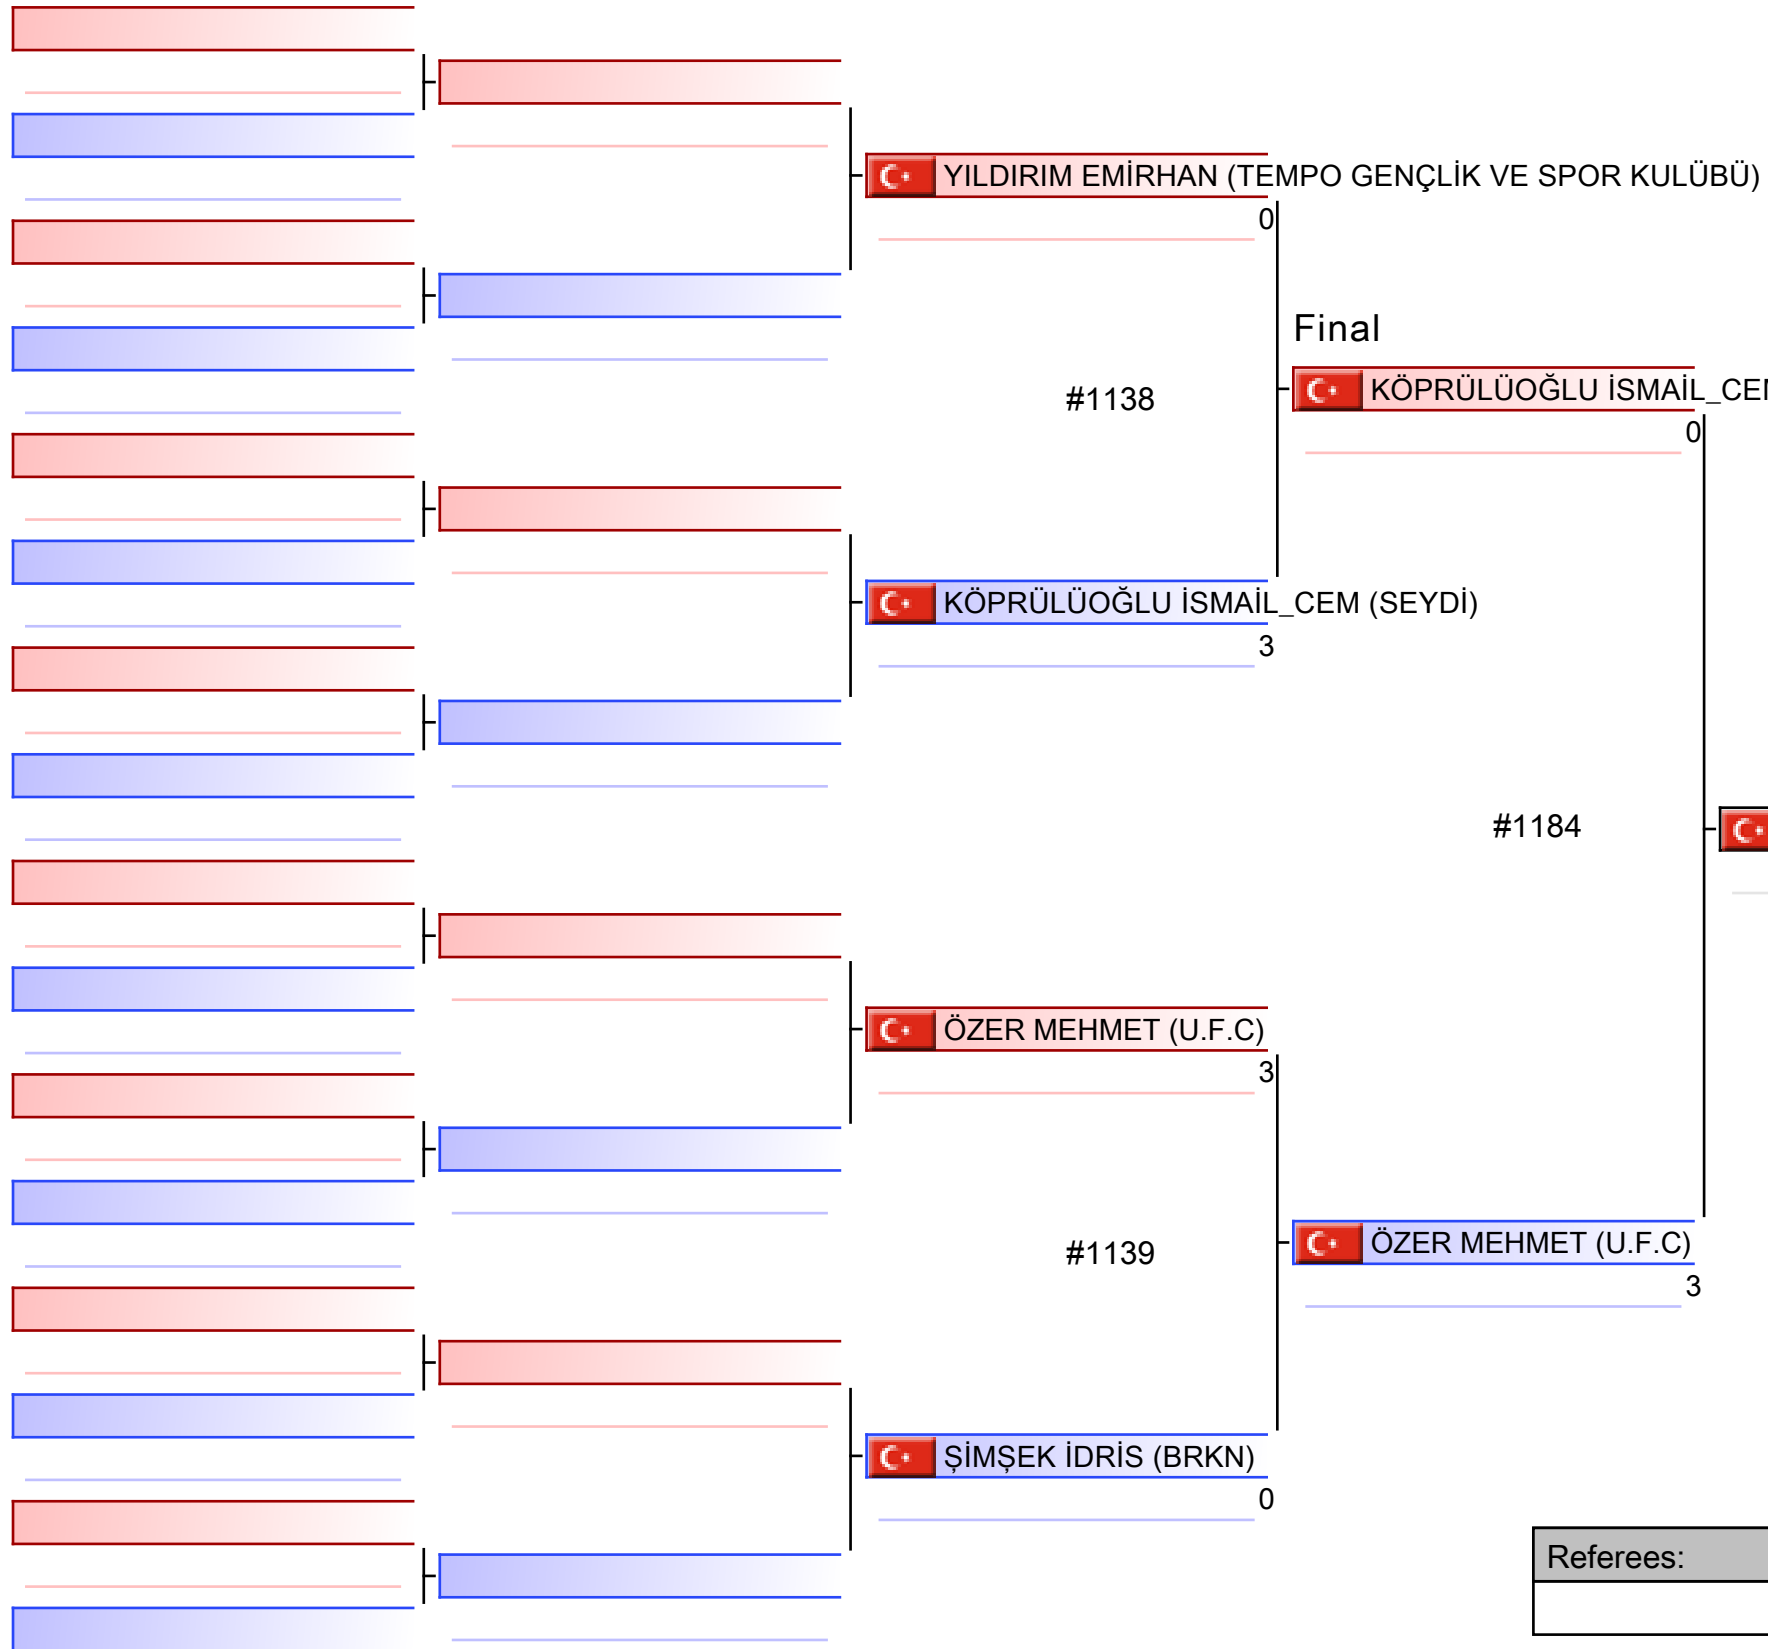 YILDIRIM EMİRHAN (TEMPO GENÇLİK VE SPOR KULÜBÜ)
0
Final
#1138
KÖPRÜLÜOĞLU İSMAİL_CEM
0
KÖPRÜLÜOĞLU İSMAİL_CEM (SEYDİ)
3
#1184
ÖZER MEHMET (U.F.C)
3
#1139
ÖZER MEHMET (U.F.C)
3
ŞİMŞEK İDRİS (BRKN)
0
Referees: